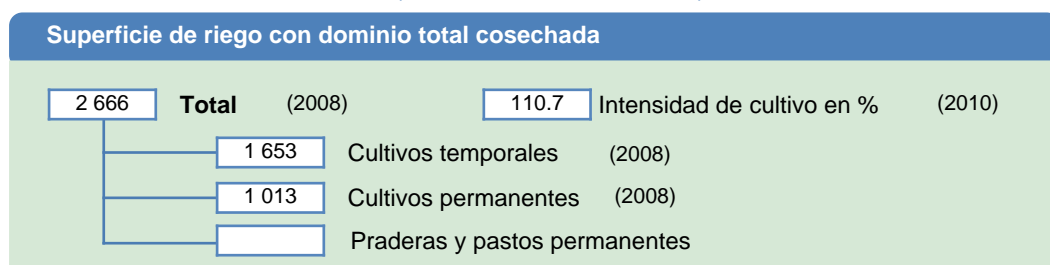 Superficie de riego con dominio total cosechada
2 666 Total (2008) 110.7 Intensidad de cultivo en % (2010)
1 653 Cultivos temporales (2008)
1 013 Cultivos permanentes (2008)
Praderas y pastos permanentes